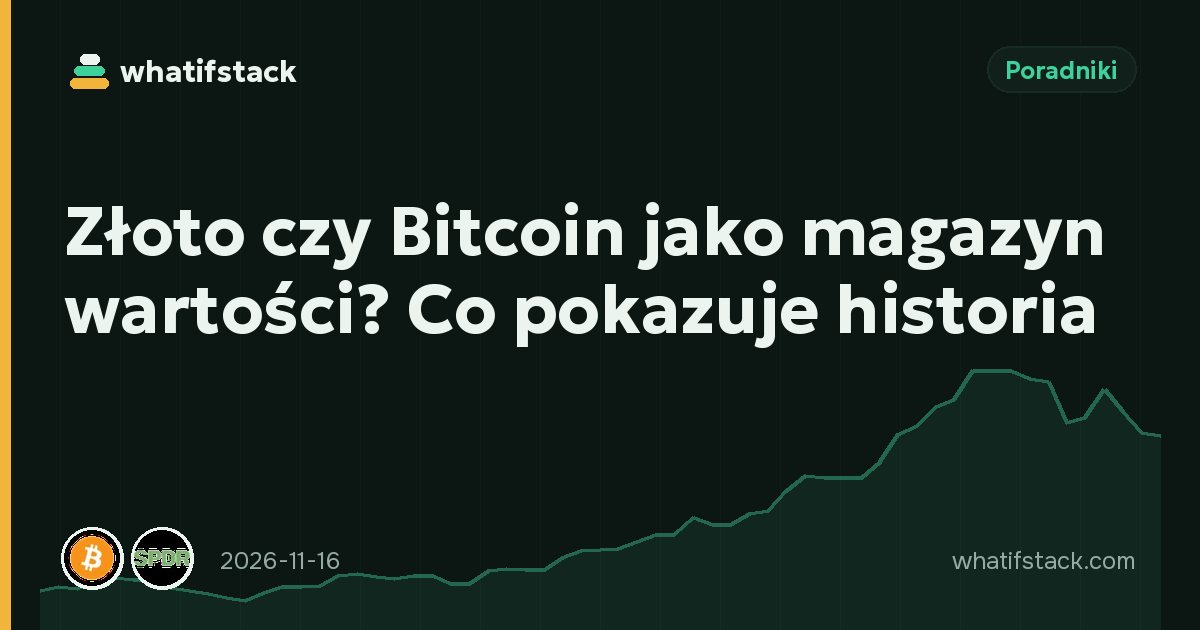 whatifstack
Poradniki
Złoto czy Bitcoin jako magazyn
wartości? Co pokazuje historia
SPDR
2026-11-16
whatifstack.com